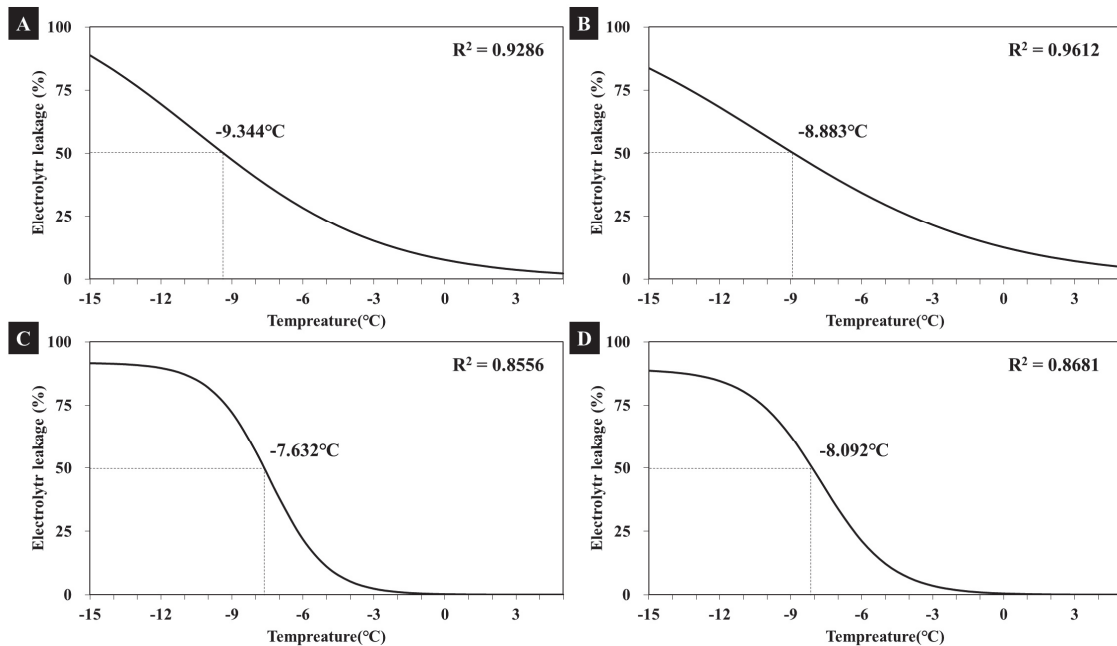 A
R² = 0.9286
Electrolytr leakage (%)
100
75
50
25
0
-9.344°C
-15 -12 -9 -6 -3 0 3
Tempreature(°C)
B
R² = 0.9612
Electrolytr leakage (%)
100
75
50
25
0
-8.883°C
-15 -12 -9 -6 -3 0 3
Tempreature(°C)
C
R² = 0.8556
Electrolytr leakage (%)
100
75
50
25
0
-7.632°C
-15 -12 -9 -6 -3 0 3
Tempreature(°C)
D
R² = 0.8681
Electrolytr leakage (%)
100
75
50
25
0
-8.092°C
-15 -12 -9 -6 -3 0 3
Tempreature(°C)